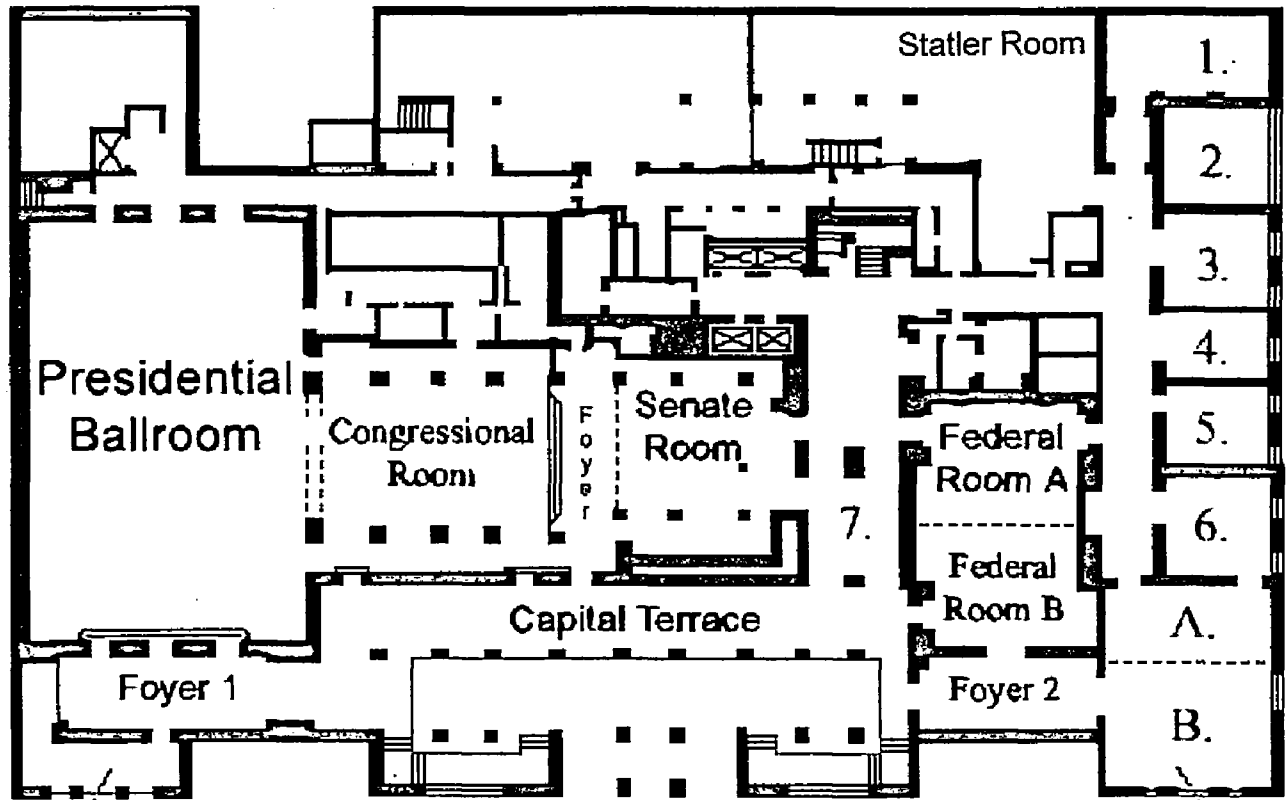 Statler Room
1.
2.
3.
4.
5.
6.
7.
Presidential
Ballroom
Congressional
Room
Foyer
Senate
Room
Federal
Room A
Federal
Room B
Capital Terrace
A.
B.
Foyer 1
Foyer 2